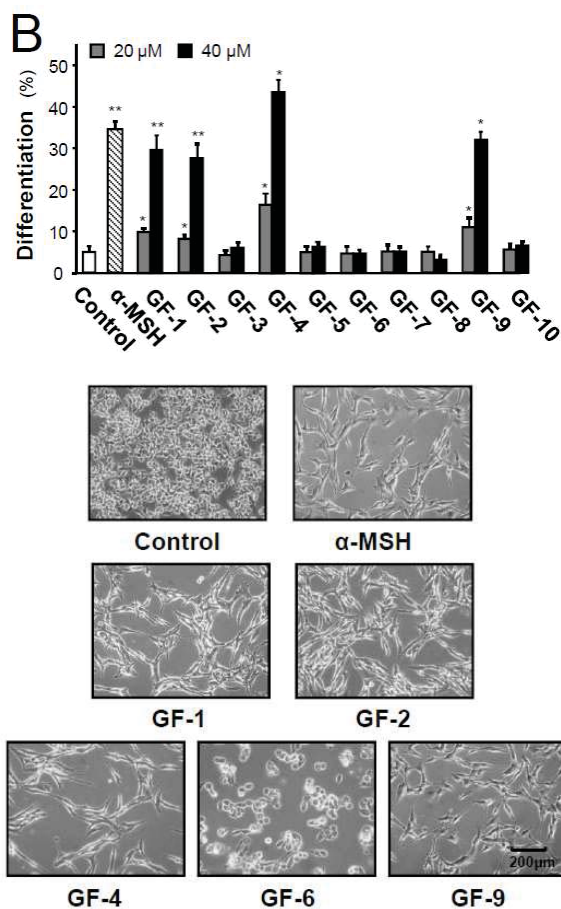 B
20 µM 40 µM
Differentiation (%)
50
40
30
20
10
0
** ** ** * *
* * * *
Control α-MSH GF-1 GF-2 GF-3 GF-4 GF-5 GF-6 GF-7 GF-8 GF-9 GF-10
Control α-MSH
GF-1 GF-2
200µm
GF-4 GF-6 GF-9